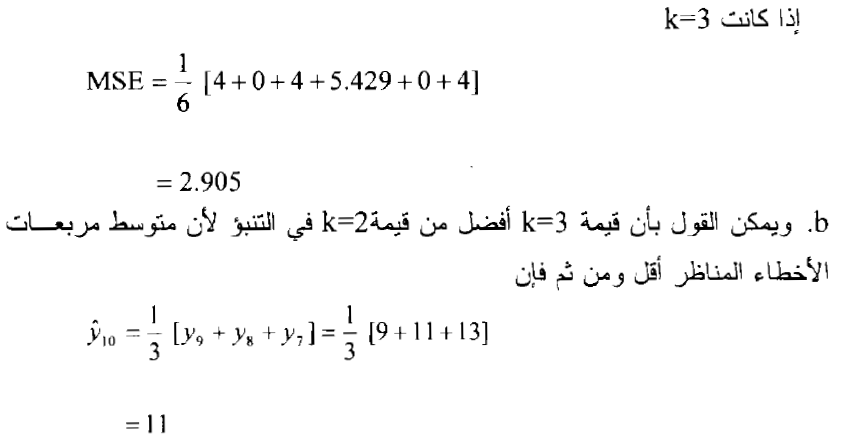 إذا كانت k=3
MSE = 1/6 [4+0+4+5.429+0+4]
= 2.905
b. ويمكن القول بأن قيمة k=3 أفضل من قيمة k=2 في التنبؤ لأن متوسط مربعات
الأخطاء المناظر أقل ومن ثم فإن
ŷ₁₀ = 1/3 [y₉ + y₈ + y₇] = 1/3 [9+11+13]
= 11